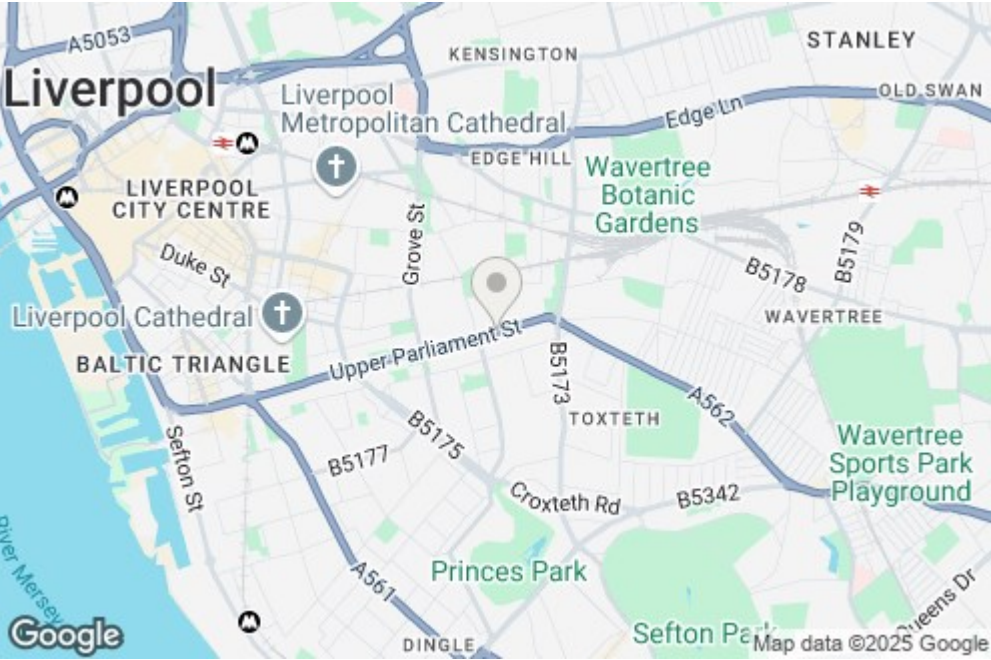 A5053
KENSINGTON
STANLEY
Liverpool
OLD SWAN
Liverpool
Metropolitan Cathedral
Edge Ln
EDGE HILL
Wavertree
Botanic
Gardens
LIVERPOOL
CITY CENTRE
Grove St
B5179
Duke St
B5178
Liverpool Cathedral
WAVERTREE
Upper Parliament St
BALTIC TRIANGLE
B5173
A562
TOXTETH
B5175
Sefton St
B5177
Wavertree
Sports Park
Playground
Croxteth Rd
B5342
River Mersey
A561
Princes Park
Queens Dr
Google
DINGLE
Sefton Park
Map data ©2025 Google